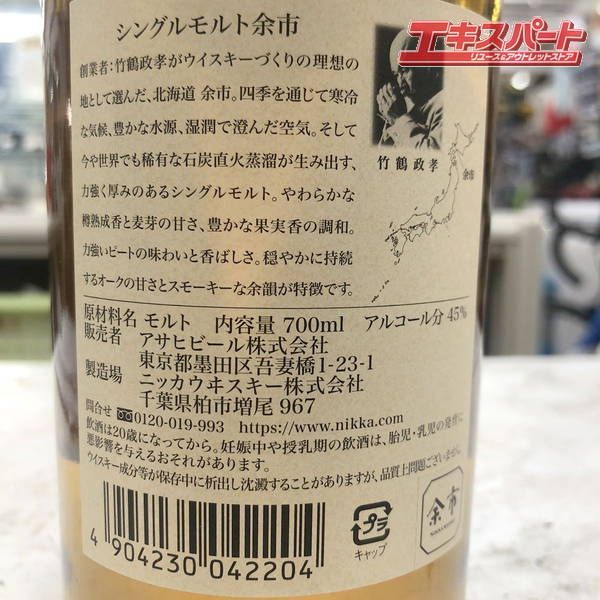 シングルモルト余市
エキスパート
リユース&アウトレットストア
創業者:竹鶴政孝がウイスキーづくりの理想の
地として選んだ、北海道 余市。四季を通じて寒冷
な気候、豊かな水源、湿潤で澄んだ空気。そして
今や世界でも稀有な石炭直火蒸溜が生み出す、
力強く厚みのあるシングルモルト。やわらかな
樽熟成香と麦芽の甘さ、豊かな果実香の調和。
力強いピートの味わいと香ばしさ。穏やかに持続
するオークの甘さとスモーキーな余韻が特徴です。
竹鶴政孝
余市
原材料名 モルト 内容量 700ml アルコール分 45%
販売者 アサヒビール株式会社
東京都墨田区吾妻橋1-23-1
製造場 ニッカウヰスキー株式会社
千葉県柏市増尾 967
問合せ 0120-019-993 https://www.nikka.com
飲酒は20歳になってから。妊娠中や授乳期の飲酒は、胎児・乳児の発育に
悪影響を与えるおそれがあります。
ウイスキー成分等が保存中に析出し沈澱することがありますが、品質上問題ございません。
4 904230 042204
プラ
キャップ
余市